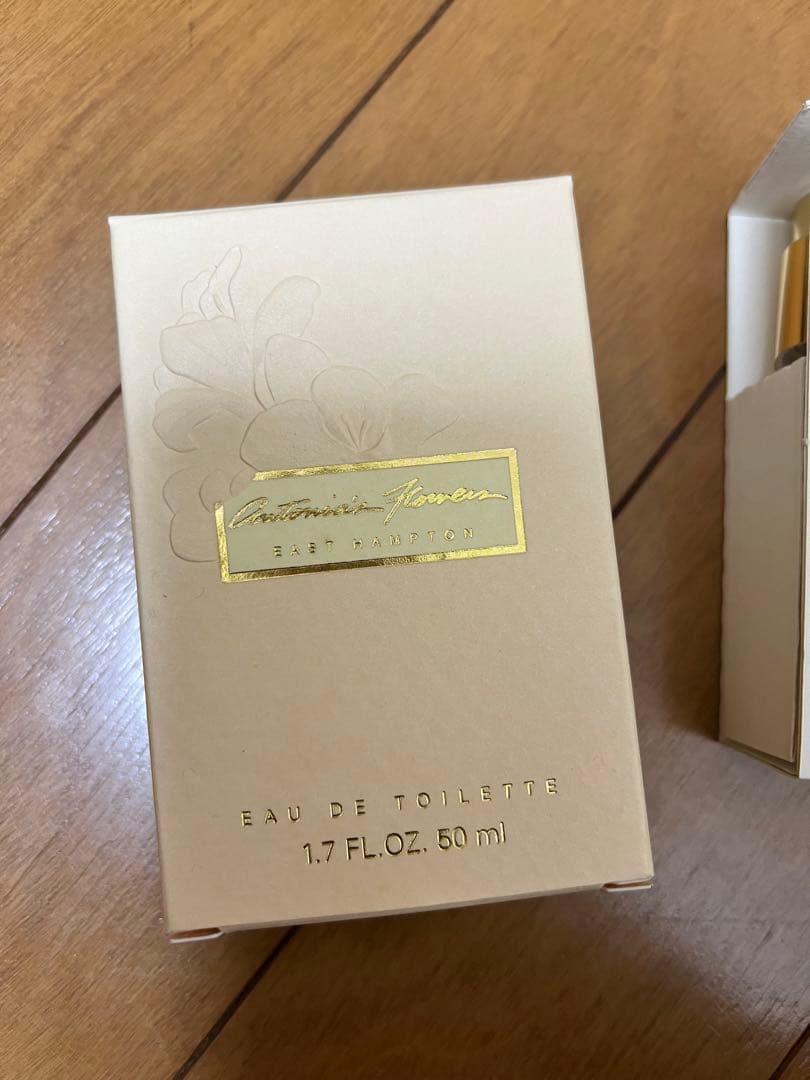 Antonia's Flowers
EAST HAMPTON
EAU DE TOILETTE
1.7 FL.OZ. 50 ml